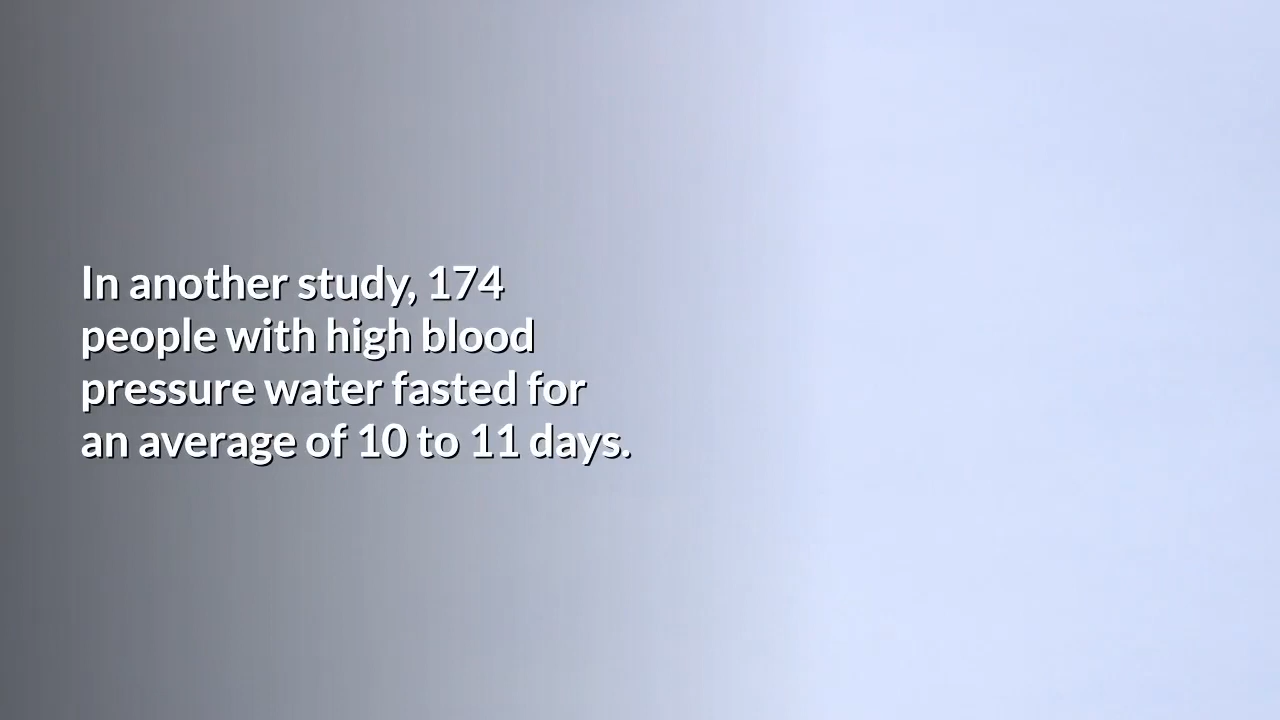 In another study, 174
people with high blood
pressure water fasted for
an average of 10 to 11 days.